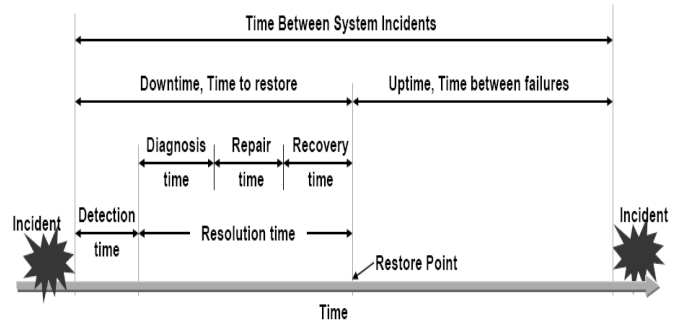 Time Between System Incidents
Downtime, Time to restore
Uptime, Time between failures
Diagnosis time
Repair time
Recovery time
Incident
Detection time
Resolution time
Incident
Restore Point
Time